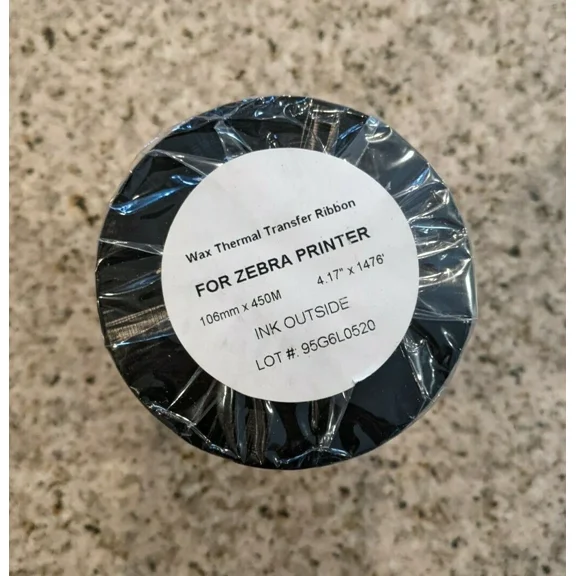 Wax Thermal Transfer Ribbon
FOR ZEBRA PRINTER
106mm x 450M 4.17" x 1476'
INK OUTSIDE
LOT #: 95G6L0520